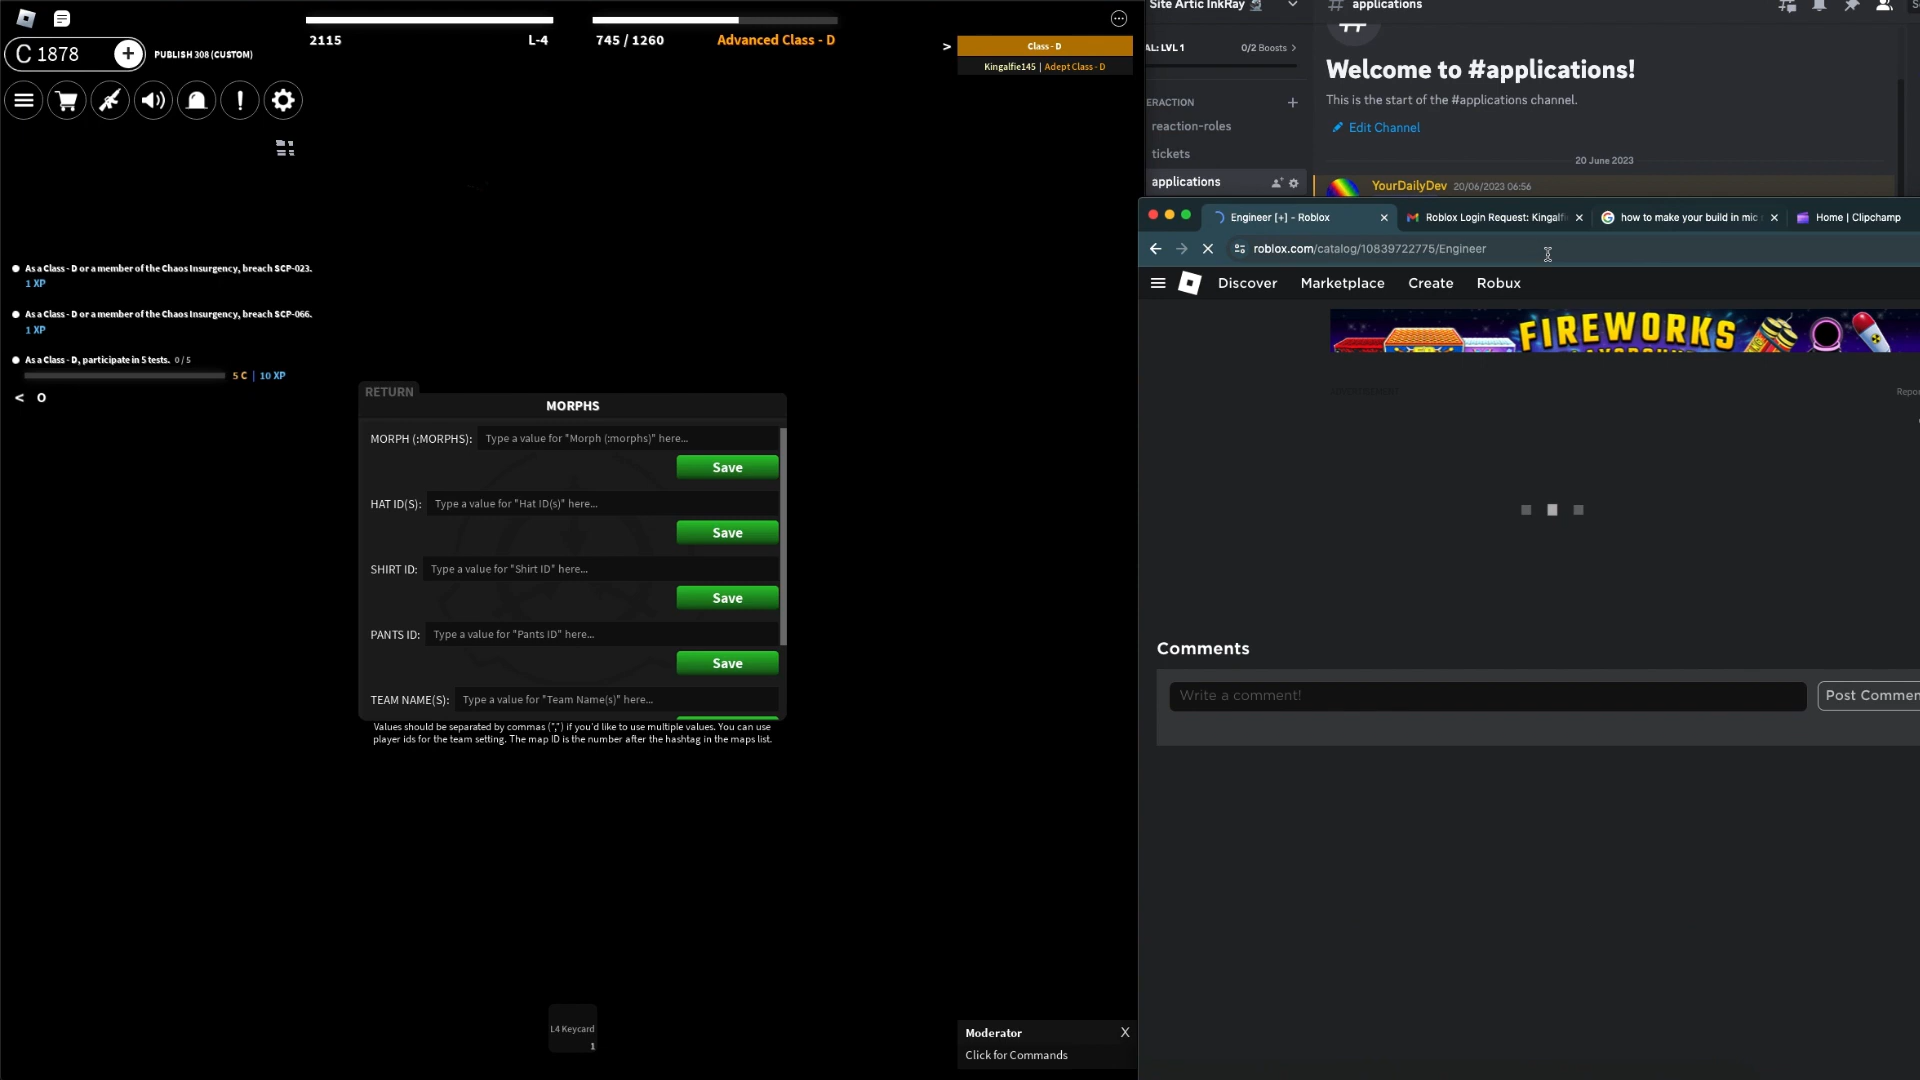 C 1878
+
PUBLISH 308 (CUSTOM)
2115
L-4
745 / 1260
Advanced Class - D
>
Class - D
Kingalfie145 | Adept Class - D
As a Class - D or a member of the Chaos Insurgency, breach SCP-023.
1 XP
As a Class - D or a member of the Chaos Insurgency, breach SCP-066.
1 XP
As a Class - D, participate in 5 tests. 0 / 5
5 C | 10 XP
< O
RETURN
MORPHS
MORPH (:MORPHS): Type a value for "Morph (:morphs)" here...
Save
HAT ID(S): Type a value for "Hat ID(s)" here...
Save
SHIRT ID: Type a value for "Shirt ID" here...
Save
PANTS ID: Type a value for "Pants ID" here...
Save
TEAM NAME(S): Type a value for "Team Name(s)" here...
Values should be separated by commas (",") if you'd like to use multiple values. You can use
player ids for the team setting. The map ID is the number after the hashtag in the maps list.
L4 Keycard
1
Moderator X
Click for Commands
Site Artic InkRay
AL: LVL 1 0/2 Boosts >
ERACTION +
reaction-roles
tickets
applications
# applications
Welcome to #applications!
This is the start of the #applications channel.
Edit Channel
20 June 2023
YourDailyDev 20/06/2023 06:56
Engineer [+] - Roblox
Roblox Login Request: Kingalfi
how to make your build in mic
Home | Clipchamp
roblox.com/catalog/10839722775/Engineer
Discover Marketplace Create Robux
FIREWORKS
Repor
Comments
Write a comment!
Post Commen